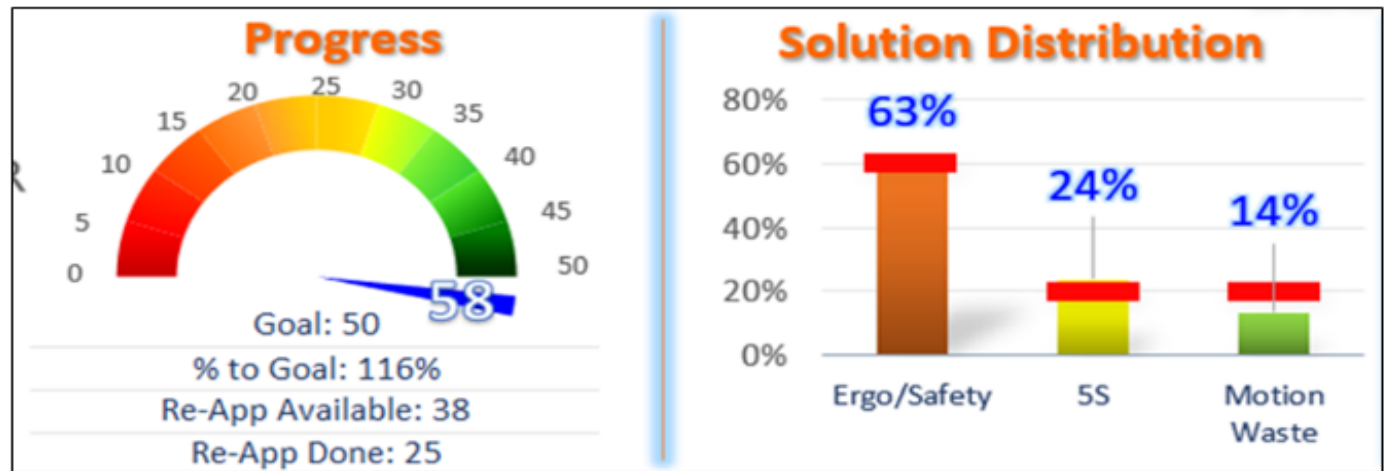 Progress
0
5
10
15
20
25
30
35
40
45
50
58
Goal: 50
% to Goal: 116%
Re-App Available: 38
Re-App Done: 25
Solution Distribution
80%
60%
40%
20%
0%
63%
24%
14%
Ergo/Safety
5S
Motion
Waste